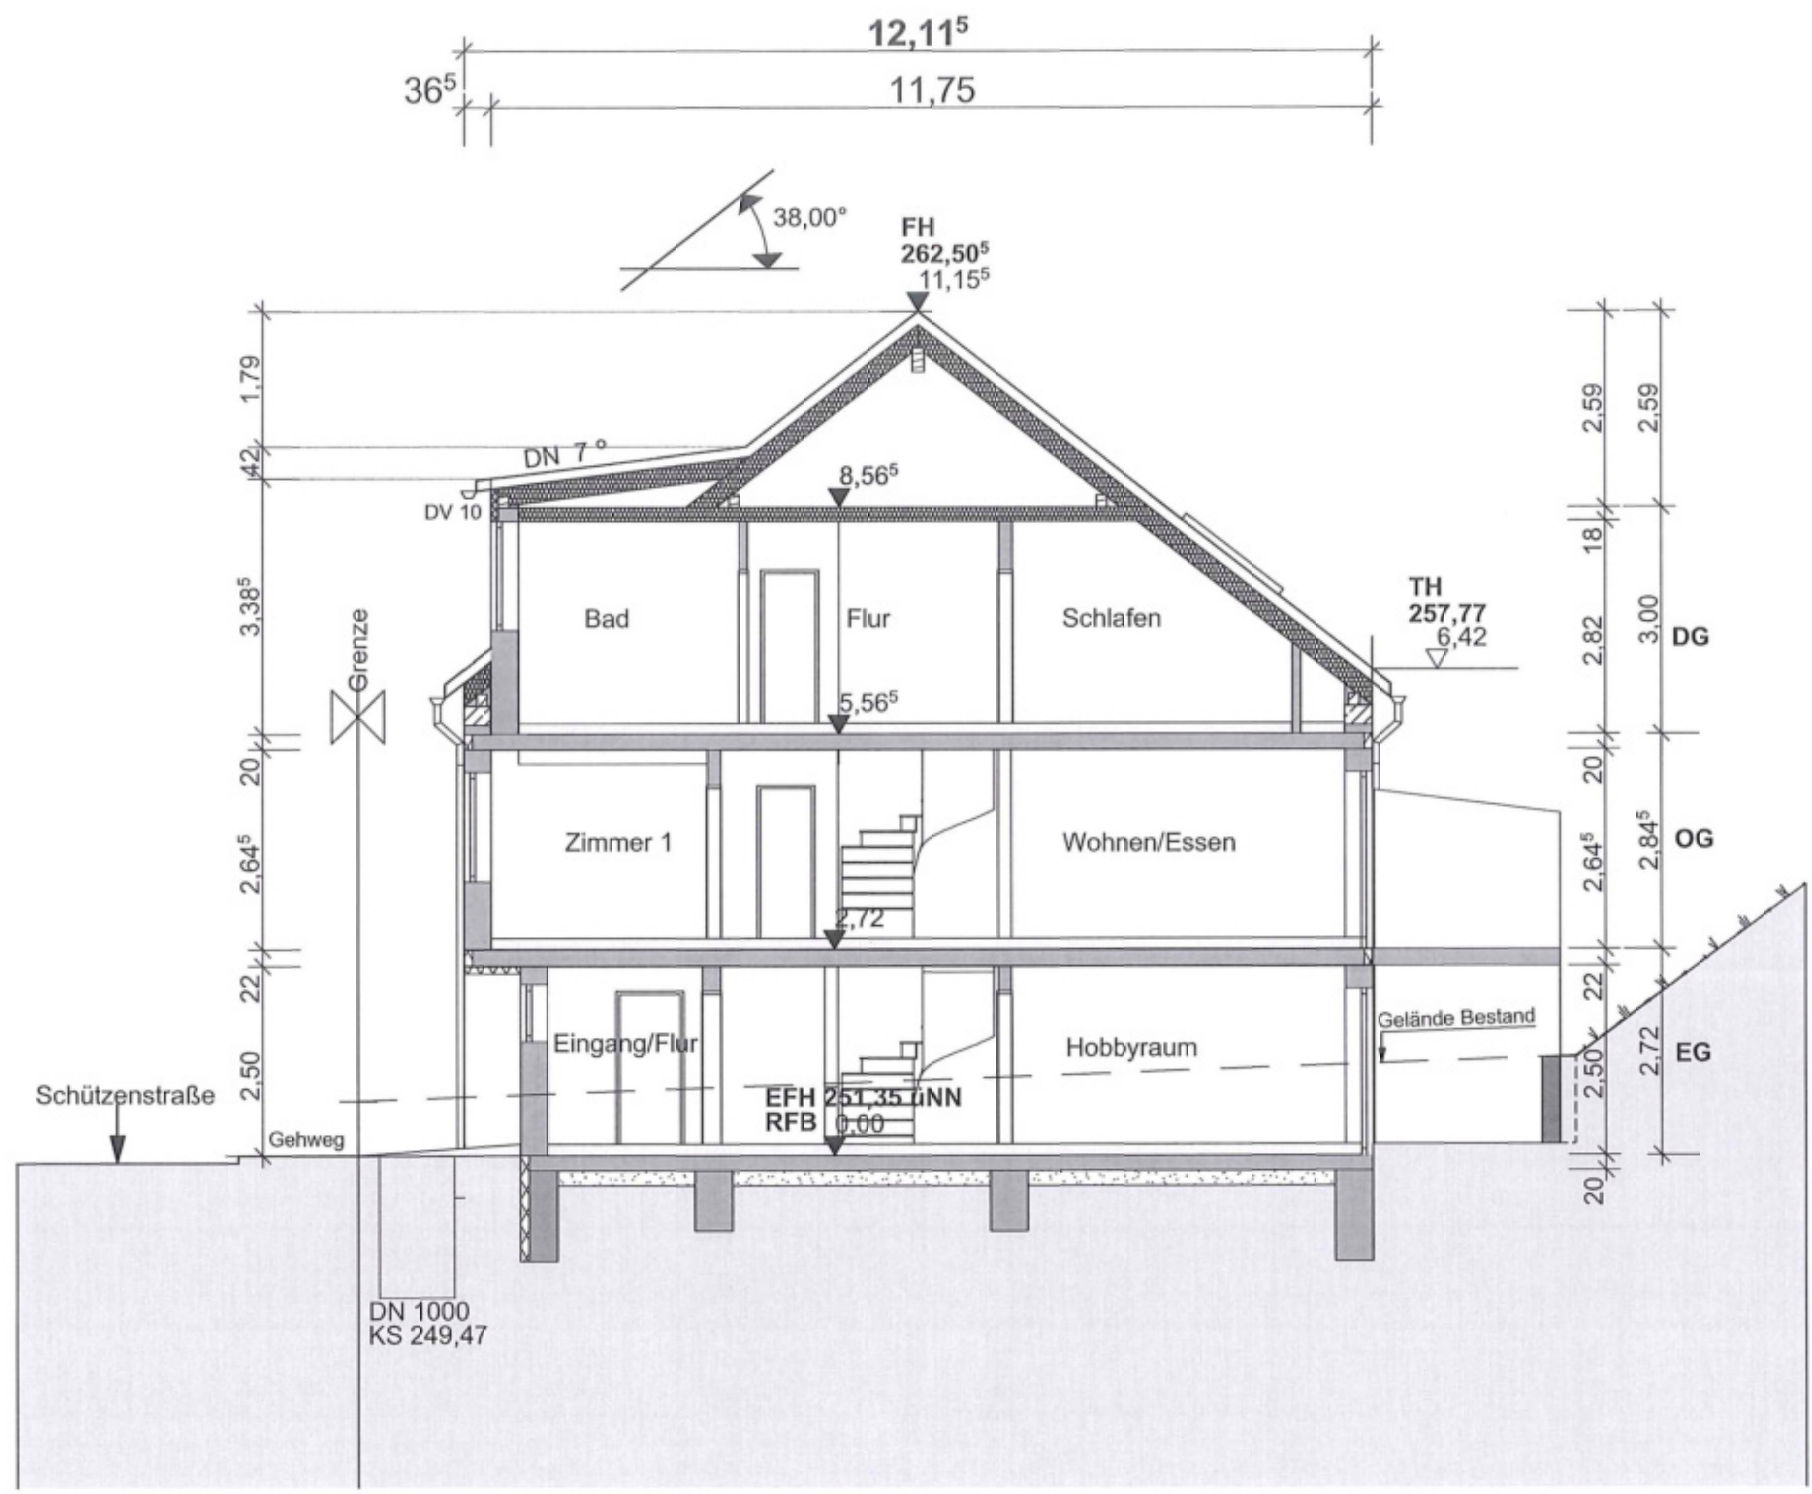 12,11⁵
36⁵
11,75
38,00°
FH
262,50⁵
11,15⁵
1,79
42
DN 7°
DV 10
8,56⁵
2,59
2,59
18
3,38⁵
Bad
Flur
Schlafen
TH
257,77
6,42
2,82
3,00
DG
Grenze
5,56⁵
20
20
2,64⁵
Zimmer 1
Wohnen/Essen
2,64⁵
2,84⁵
OG
2,72
22
22
Gelände Bestand
2,50
Eingang/Flur
Hobbyraum
2,50
2,72
EG
Schützenstraße
EFH 251,35 üNN
RFB 0,00
Gehweg
20
DN 1000
KS 249,47